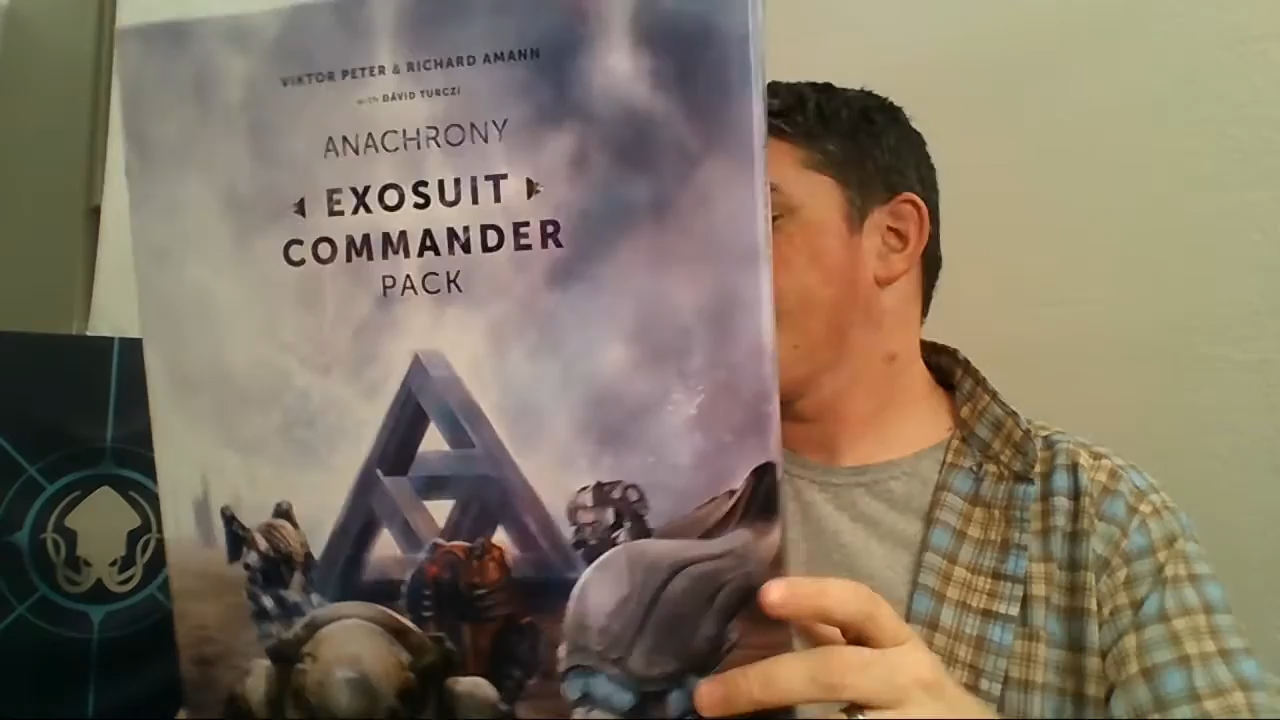 VIKTOR PETER & RICHARD AMANN
with DÁVID TURCZI
ANACHRONY
EXOSUIT
COMMANDER
PACK